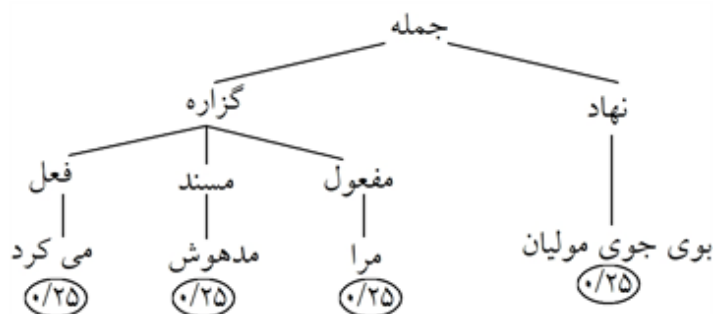 جمله
نهاد گزاره
مفعول مسند فعل
بوی جوی مولیان مرا مدهوش می کرد
۰/۲۵ ۰/۲۵ ۰/۲۵ ۰/۲۵